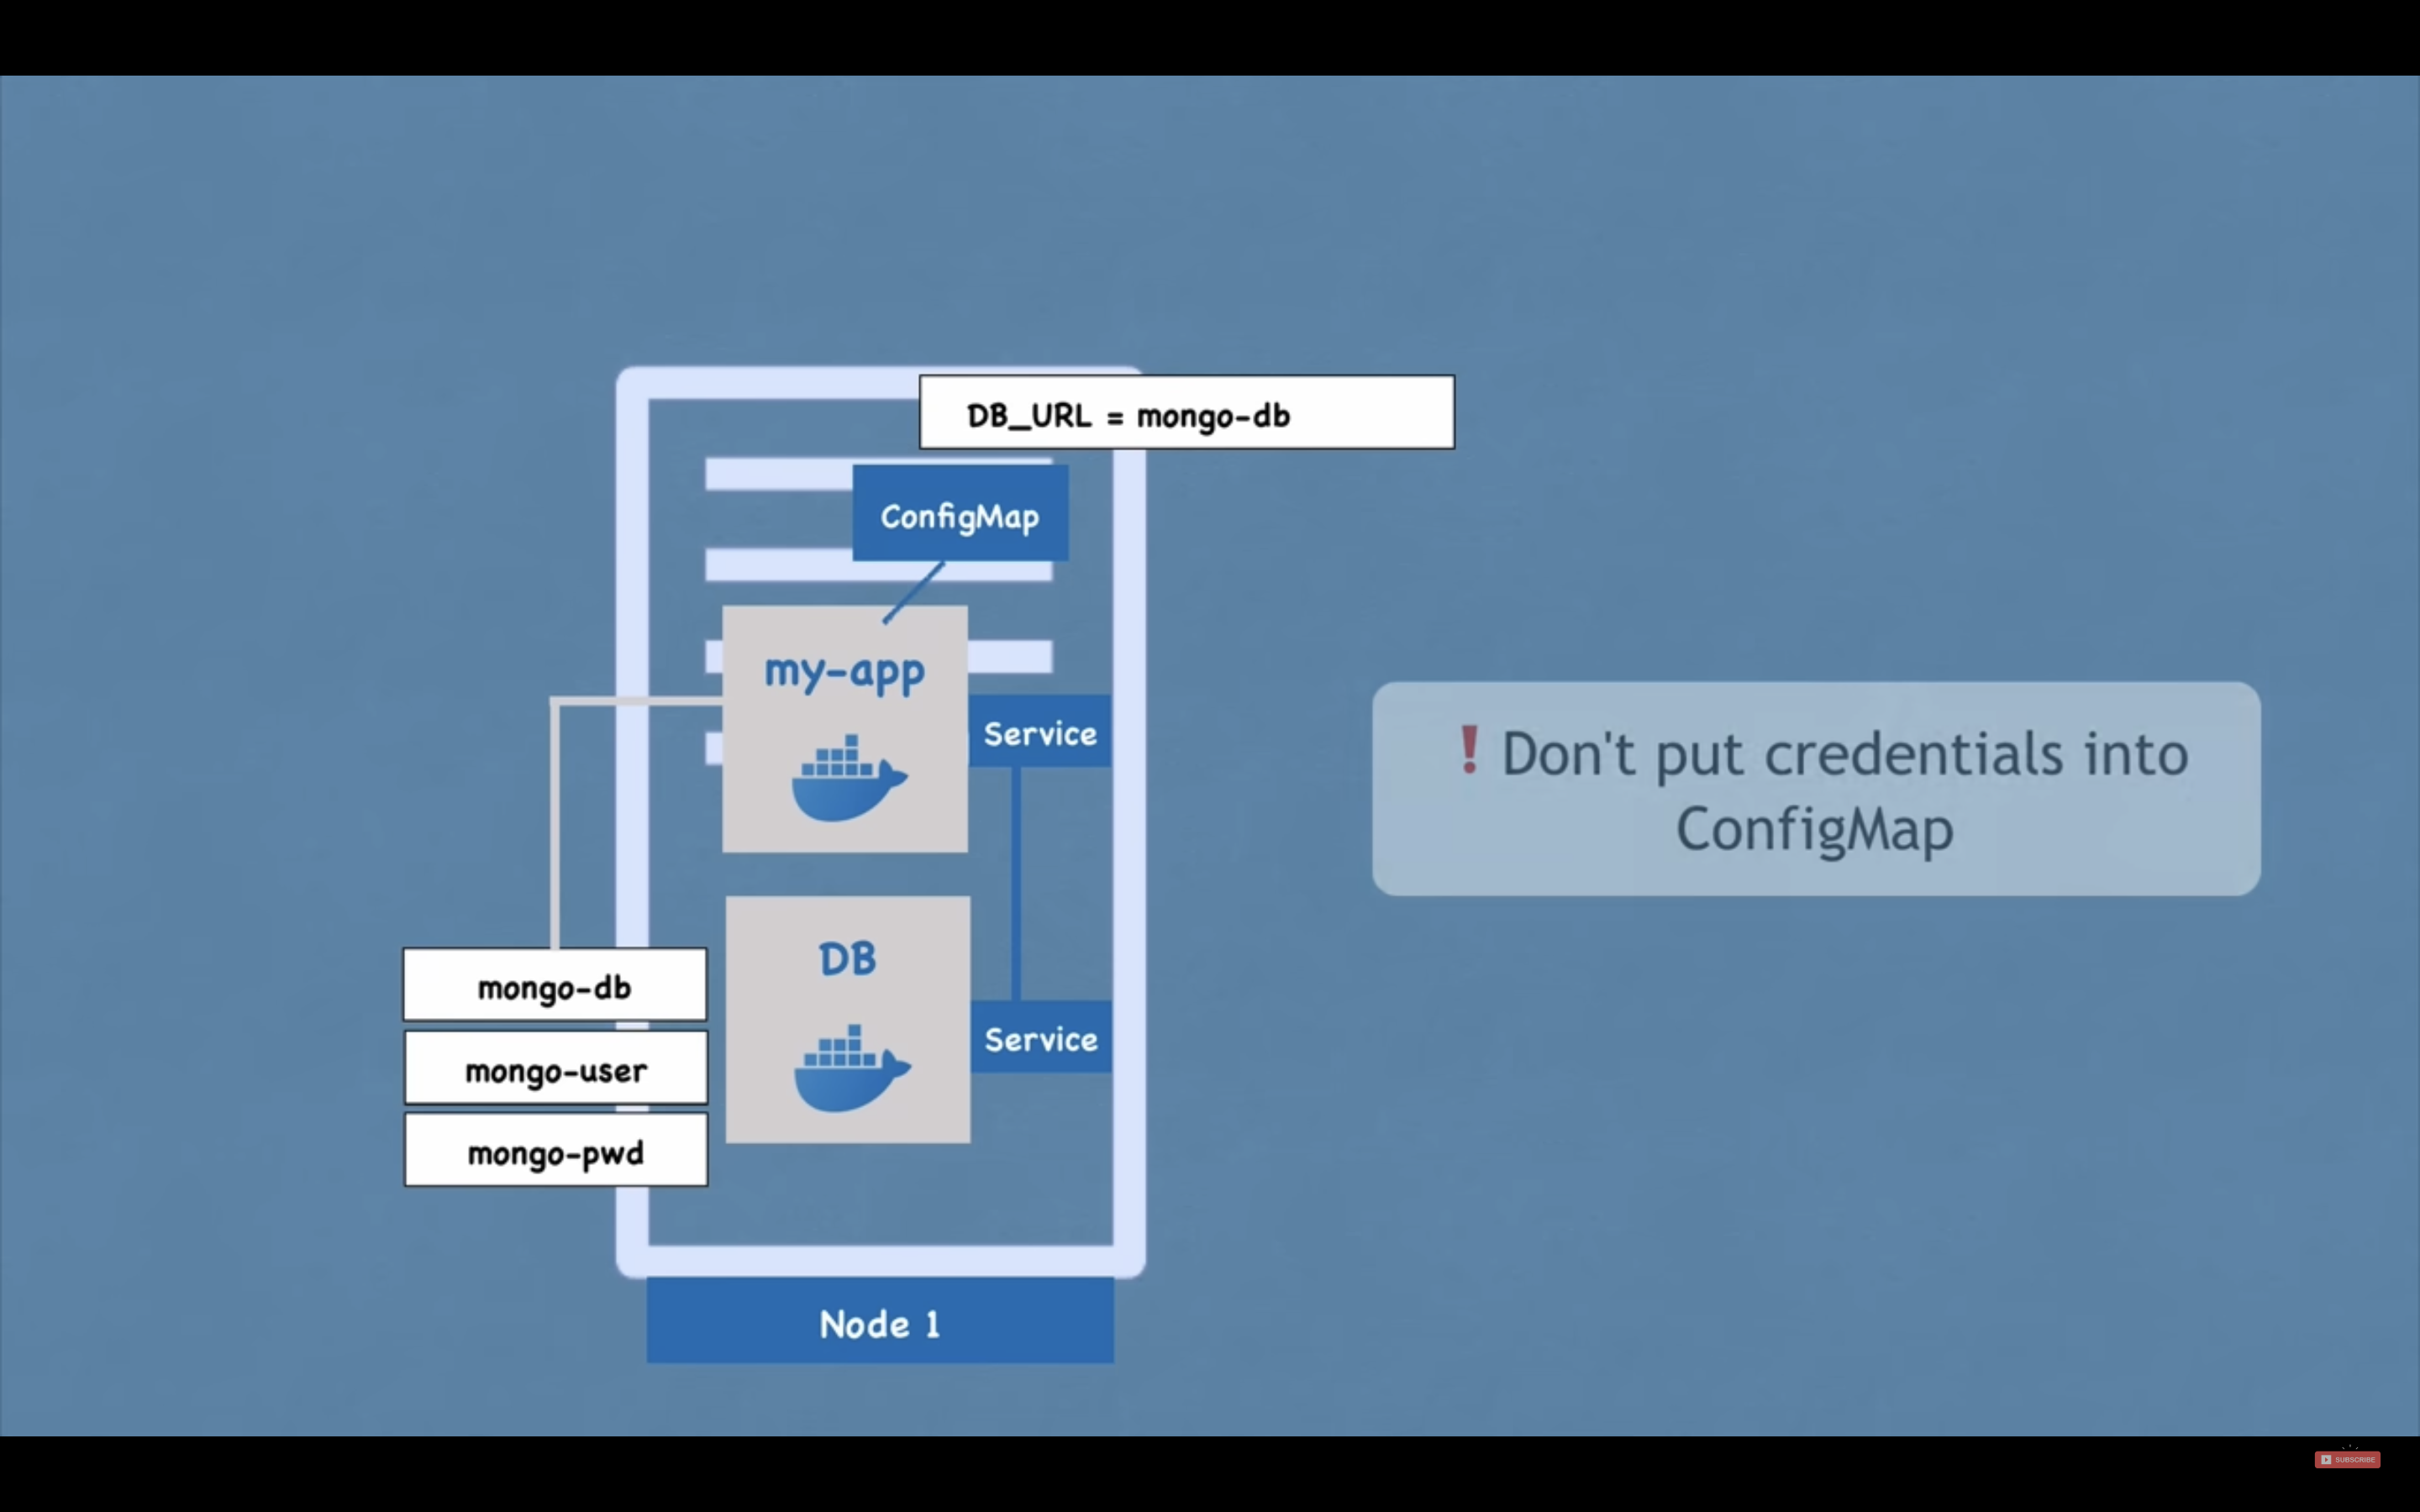 DB_URL = mongo-db
ConfigMap
my-app
Service
❗Don't put credentials into
ConfigMap
DB
mongo-db
Service
mongo-user
mongo-pwd
Node 1
SUBSCRIBE